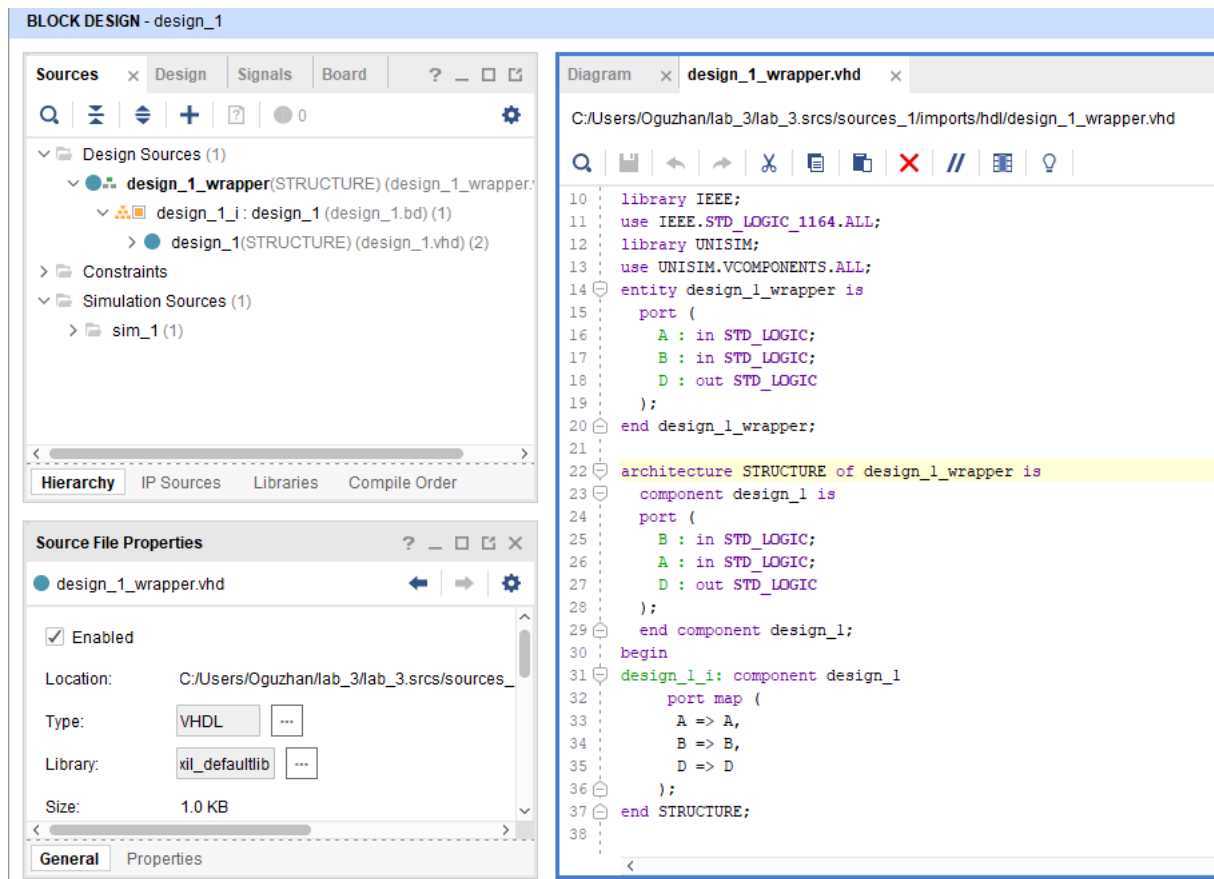 BLOCK DESIGN - design_1
Sources × Design Signals Board ? _
0
Design Sources (1)
design_1_wrapper(STRUCTURE) (design_1_wrapper.
design_1_i : design_1 (design_1.bd) (1)
design_1(STRUCTURE) (design_1.vhd) (2)
Constraints
Simulation Sources (1)
sim_1 (1)
Hierarchy IP Sources Libraries Compile Order
Source File Properties ? _ ×
design_1_wrapper.vhd
Enabled
Location: C:/Users/Oguzhan/lab_3/lab_3.srcs/sources_
Type: VHDL ...
Library: xil_defaultlib ...
Size: 1.0 KB
General Properties
Diagram × design_1_wrapper.vhd ×
C:/Users/Oguzhan/lab_3/lab_3.srcs/sources_1/imports/hdl/design_1_wrapper.vhd
10 library IEEE;
11 use IEEE.STD_LOGIC_1164.ALL;
12 library UNISIM;
13 use UNISIM.VCOMPONENTS.ALL;
14 entity design_1_wrapper is
15 port (
16 A : in STD_LOGIC;
17 B : in STD_LOGIC;
18 D : out STD_LOGIC
19 );
20 end design_1_wrapper;
21
22 architecture STRUCTURE of design_1_wrapper is
23 component design_1 is
24 port (
25 B : in STD_LOGIC;
26 A : in STD_LOGIC;
27 D : out STD_LOGIC
28 );
29 end component design_1;
30 begin
31 design_1_i: component design_1
32 port map (
33 A => A,
34 B => B,
35 D => D
36 );
37 end STRUCTURE;
38